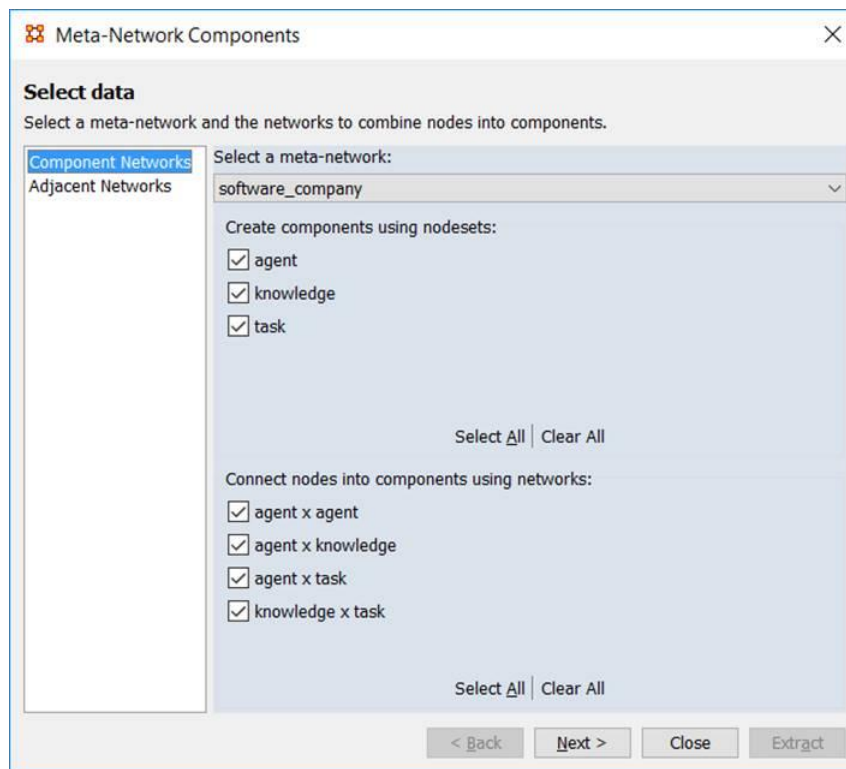 Meta-Network Components
Select data
Select a meta-network and the networks to combine nodes into components.
Component Networks
Adjacent Networks
Select a meta-network:
software_company
Create components using nodesets:
agent
knowledge
task
Select All | Clear All
Connect nodes into components using networks:
agent x agent
agent x knowledge
agent x task
knowledge x task
Select All | Clear All
< Back Next > Close Extract